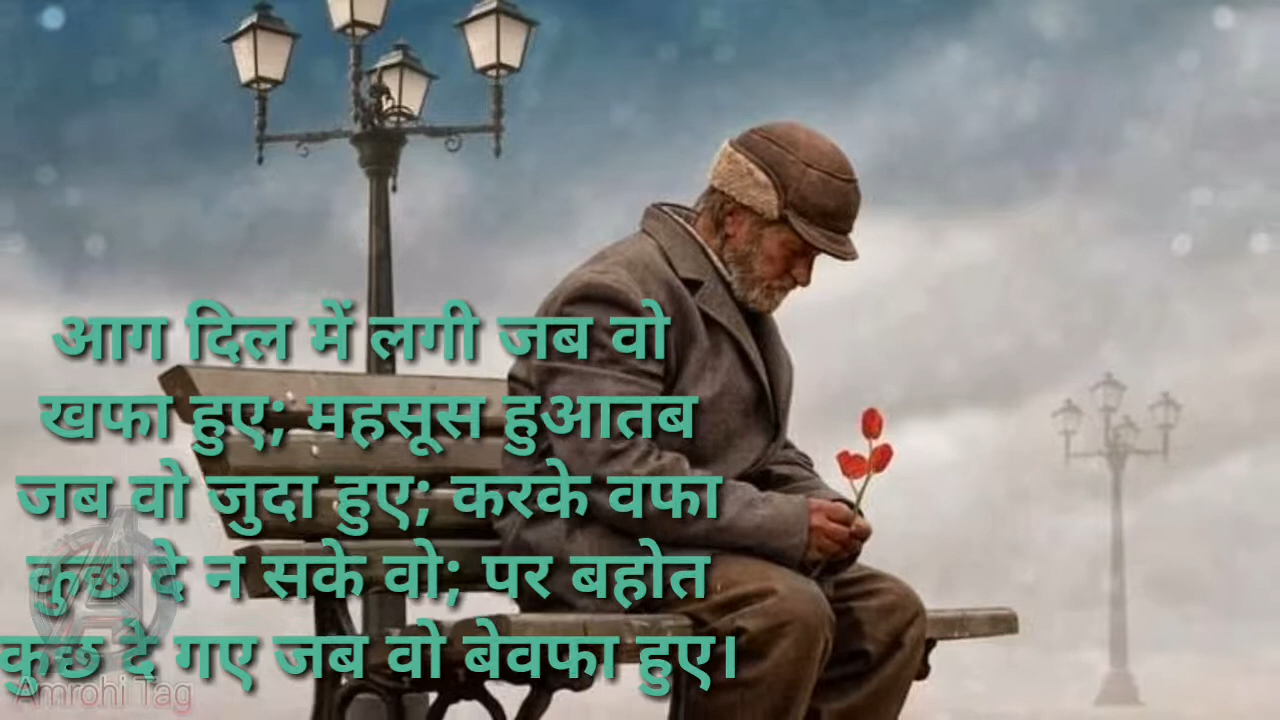 आग दिल में लगी जब वो
खफा हुए; महसूस हुआतब
जब वो जुदा हुए; करके वफा
कुछ दे न सके वो; पर बहोत
कुछ दे गए जब वो बेवफा हुए।
Amrohi Tag